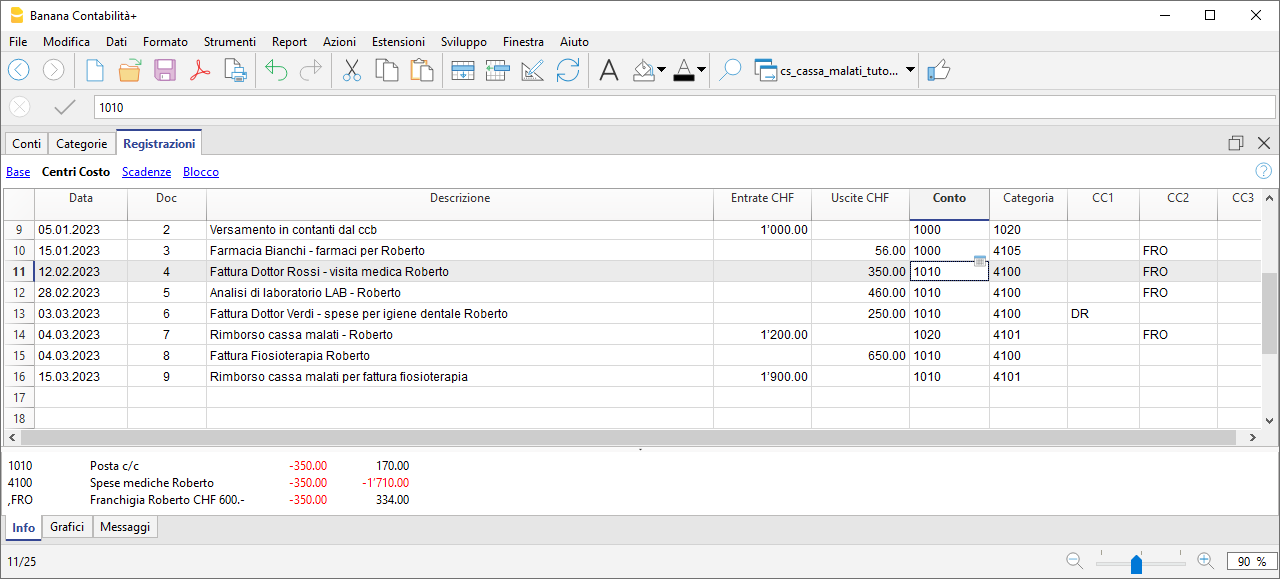 Banana Contabilità+
File Modifica Dati Formato Strumenti Report Azioni Estensioni Sviluppo Finestra Aiuto
cs_cassa_malati_tuto...
1010
Conti Categorie Registrazioni
Base Centri Costo Scadenze Blocco
Data Doc Descrizione Entrate CHF Uscite CHF Conto Categoria CC1 CC2 CC3
9 05.01.2023 2 Versamento in contanti dal ccb 1'000.00 1000 1020
10 15.01.2023 3 Farmacia Bianchi - farmaci per Roberto 56.00 1000 4105 FRO
11 12.02.2023 4 Fattura Dottor Rossi - visita medica Roberto 350.00 1010 4100 FRO
12 28.02.2023 5 Analisi di laboratorio LAB - Roberto 460.00 1010 4100 FRO
13 03.03.2023 6 Fattura Dottor Verdi - spese per igiene dentale Roberto 250.00 1010 4100 DR
14 04.03.2023 7 Rimborso cassa malati - Roberto 1'200.00 1020 4101 FRO
15 04.03.2023 8 Fattura Fiosioterapia Roberto 650.00 1010 4100
16 15.03.2023 9 Rimborso cassa malati per fattura fiosioterapia 1'900.00 1010 4101
17
18
1010 Posta c/c -350.00 170.00
4100 Spese mediche Roberto -350.00 -1'710.00
,FRO Franchigia Roberto CHF 600.- -350.00 334.00
Info Grafici Messaggi
11/25 90 %